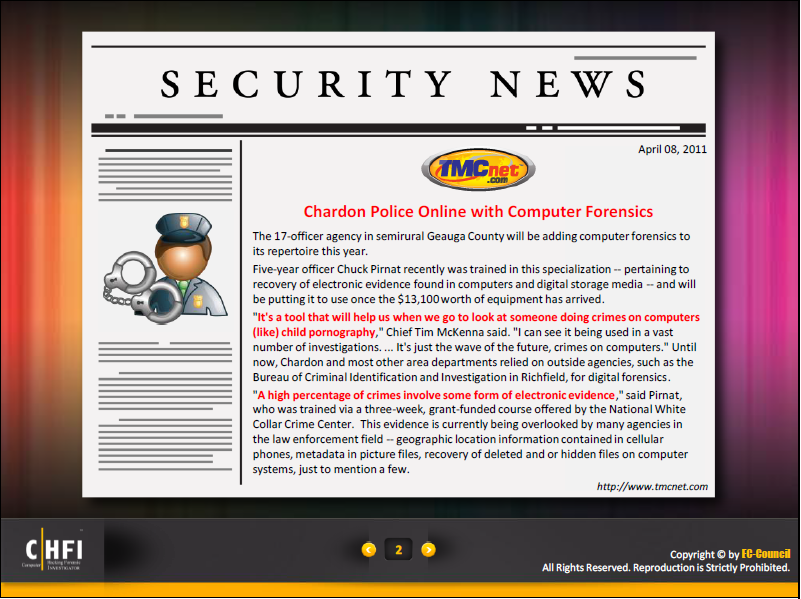 SECURITY NEWS
April 08, 2011
TMCnet
.com
Chardon Police Online with Computer Forensics
The 17-officer agency in semirural Geauga County will be adding computer forensics to
its repertoire this year.
Five-year officer Chuck Pirnat recently was trained in this specialization -- pertaining to
recovery of electronic evidence found in computers and digital storage media -- and will
be putting it to use once the $13,100 worth of equipment has arrived.
"It's a tool that will help us when we go to look at someone doing crimes on computers
(like) child pornography," Chief Tim McKenna said. "I can see it being used in a vast
number of investigations. ... It's just the wave of the future, crimes on computers." Until
now, Chardon and most other area departments relied on outside agencies, such as the
Bureau of Criminal Identification and Investigation in Richfield, for digital forensics.
"A high percentage of crimes involve some form of electronic evidence," said Pirnat,
who was trained via a three-week, grant-funded course offered by the National White
Collar Crime Center. This evidence is currently being overlooked by many agencies in
the law enforcement field -- geographic location information contained in cellular
phones, metadata in picture files, recovery of deleted and or hidden files on computer
systems, just to mention a few.
http://www.tmcnet.com
CHFI
Computer Hacking Forensic
INVESTIGATOR
2
Copyright © by EC-Council
All Rights Reserved. Reproduction is Strictly Prohibited.